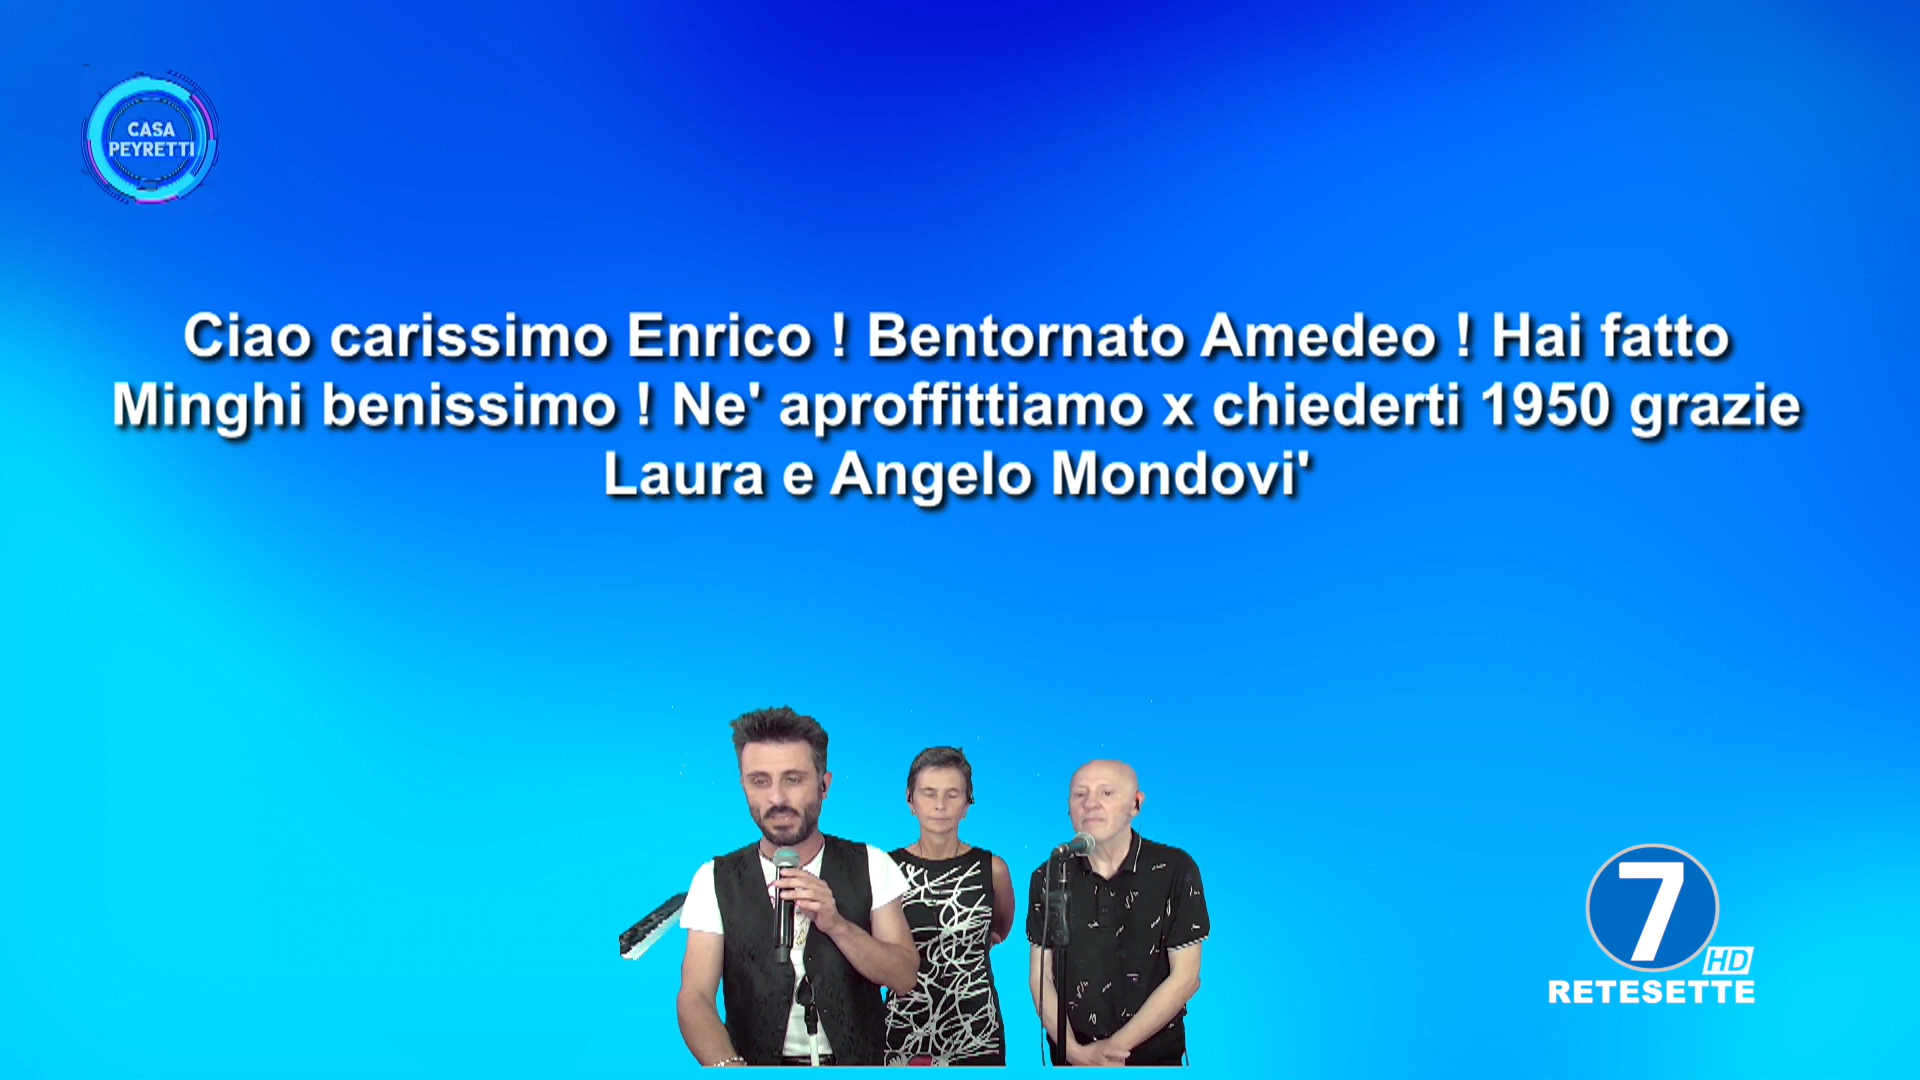 CASA
PEYRETTI
Ciao carissimo Enrico ! Bentornato Amedeo ! Hai fatto
Minghi benissimo ! Ne' aproffittiamo x chiederti 1950 grazie
Laura e Angelo Mondovi'
7
HD
RETESETTE